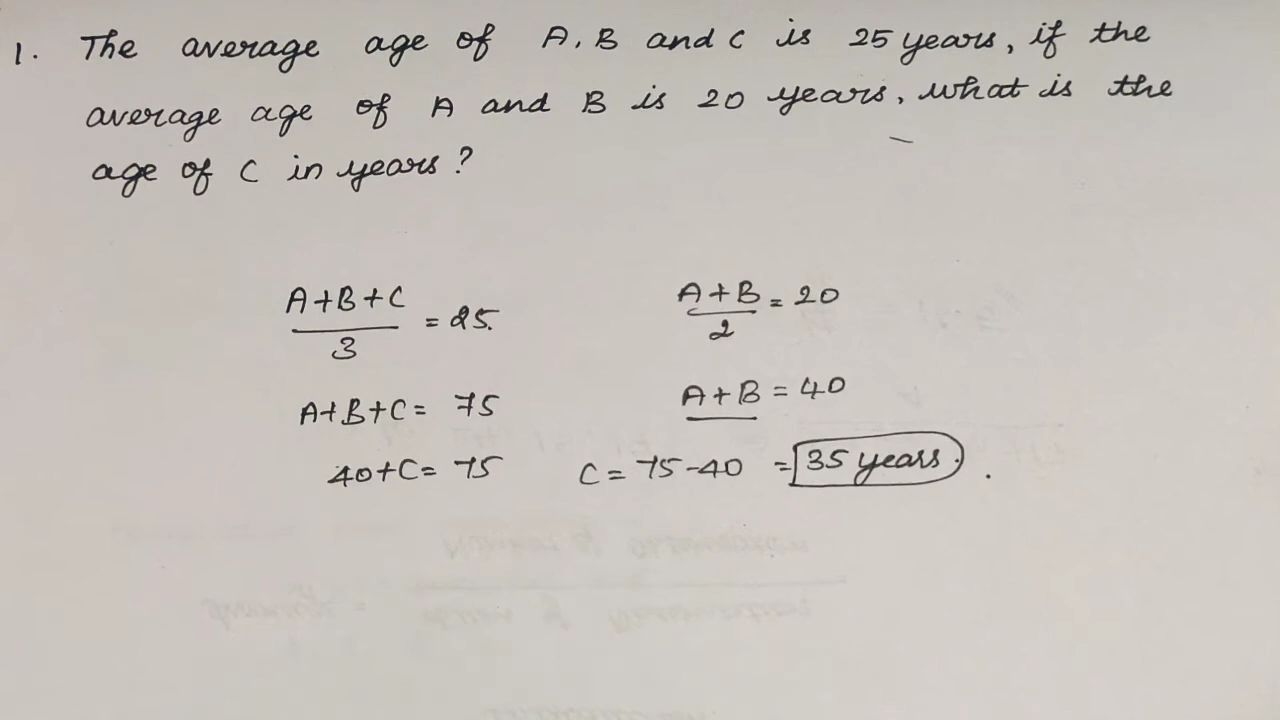 1. The average age of A, B and C is 25 years, if the
average age of A and B is 20 years, what is the
age of C in years?
A+B+C
3
= 25.
A+B
2
= 20
A+B+C = 75
A+B = 40
40+C = 75
C = 75-40 = 35 years.